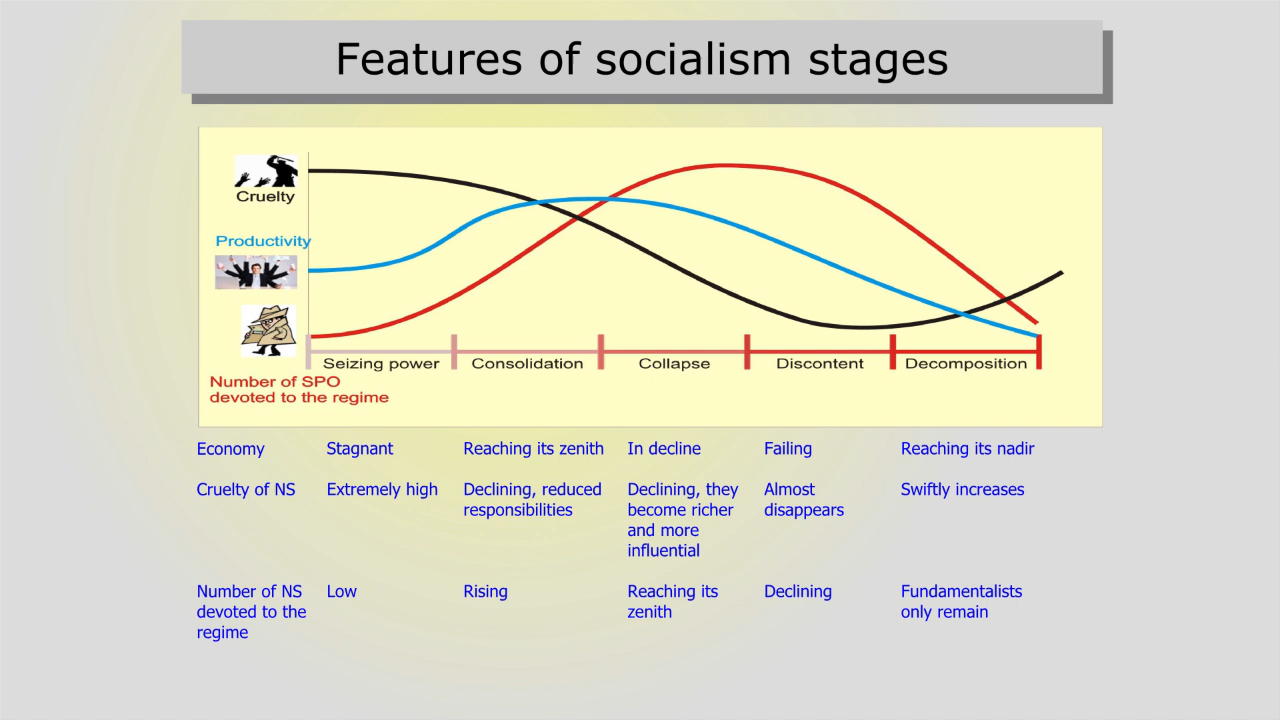 Features of socialism stages
Cruelty
Productivity
Seizing power Consolidation Collapse Discontent Decomposition
Number of SPO
devoted to the regime
Economy Stagnant Reaching its zenith In decline Failing Reaching its nadir
Cruelty of NS Extremely high Declining, reduced Declining, they Almost Swiftly increases
responsibilities become richer disappears
and more
influential
Number of NS Low Rising Reaching its Declining Fundamentalists
devoted to the zenith only remain
regime